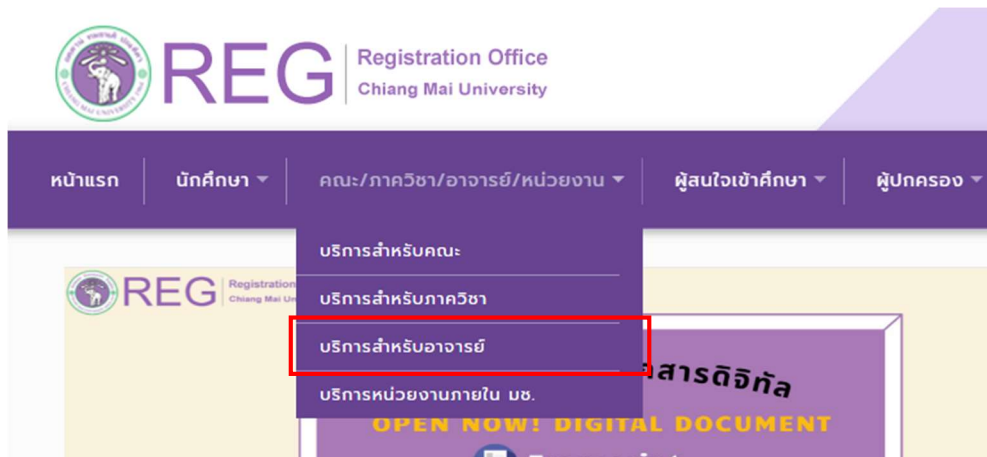 REG
Registration Office
Chiang Mai University
หน้าแรก
นักศึกษา
คณะ/ภาควิชา/อาจารย์/หน่วยงาน
ผู้สนใจเข้าศึกษา
ผู้ปกครอง
บริการสำหรับคณะ
บริการสำหรับภาควิชา
บริการสำหรับอาจารย์
บริการหน่วยงานภายใน มช.
REG
Registration
Chiang Mai Un
สารดิจิทัล
OPEN NOW! DIGITAL DOCUMENT